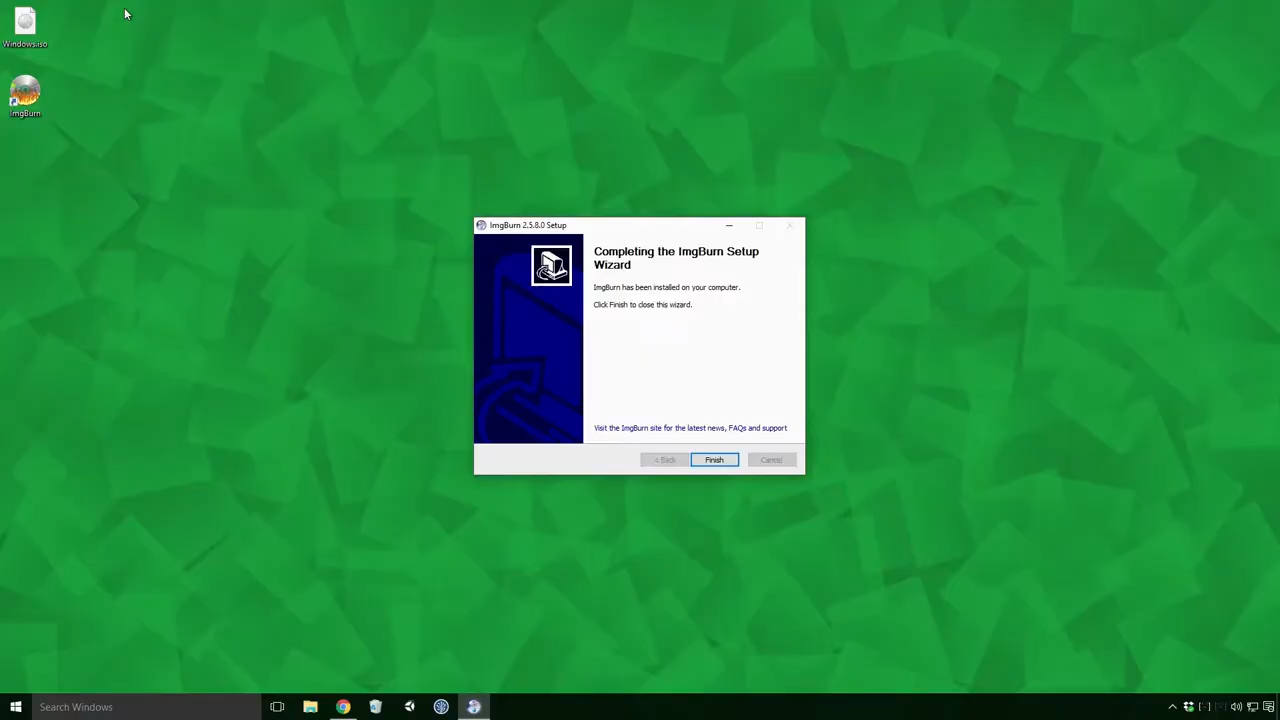 Windows.iso
ImgBurn
ImgBurn 2.5.8.0 Setup
Completing the ImgBurn Setup
Wizard
ImgBurn has been installed on your computer.
Click Finish to close this wizard.
Visit the ImgBurn site for the latest news, FAQs and support
< Back
Finish
Cancel
Search Windows